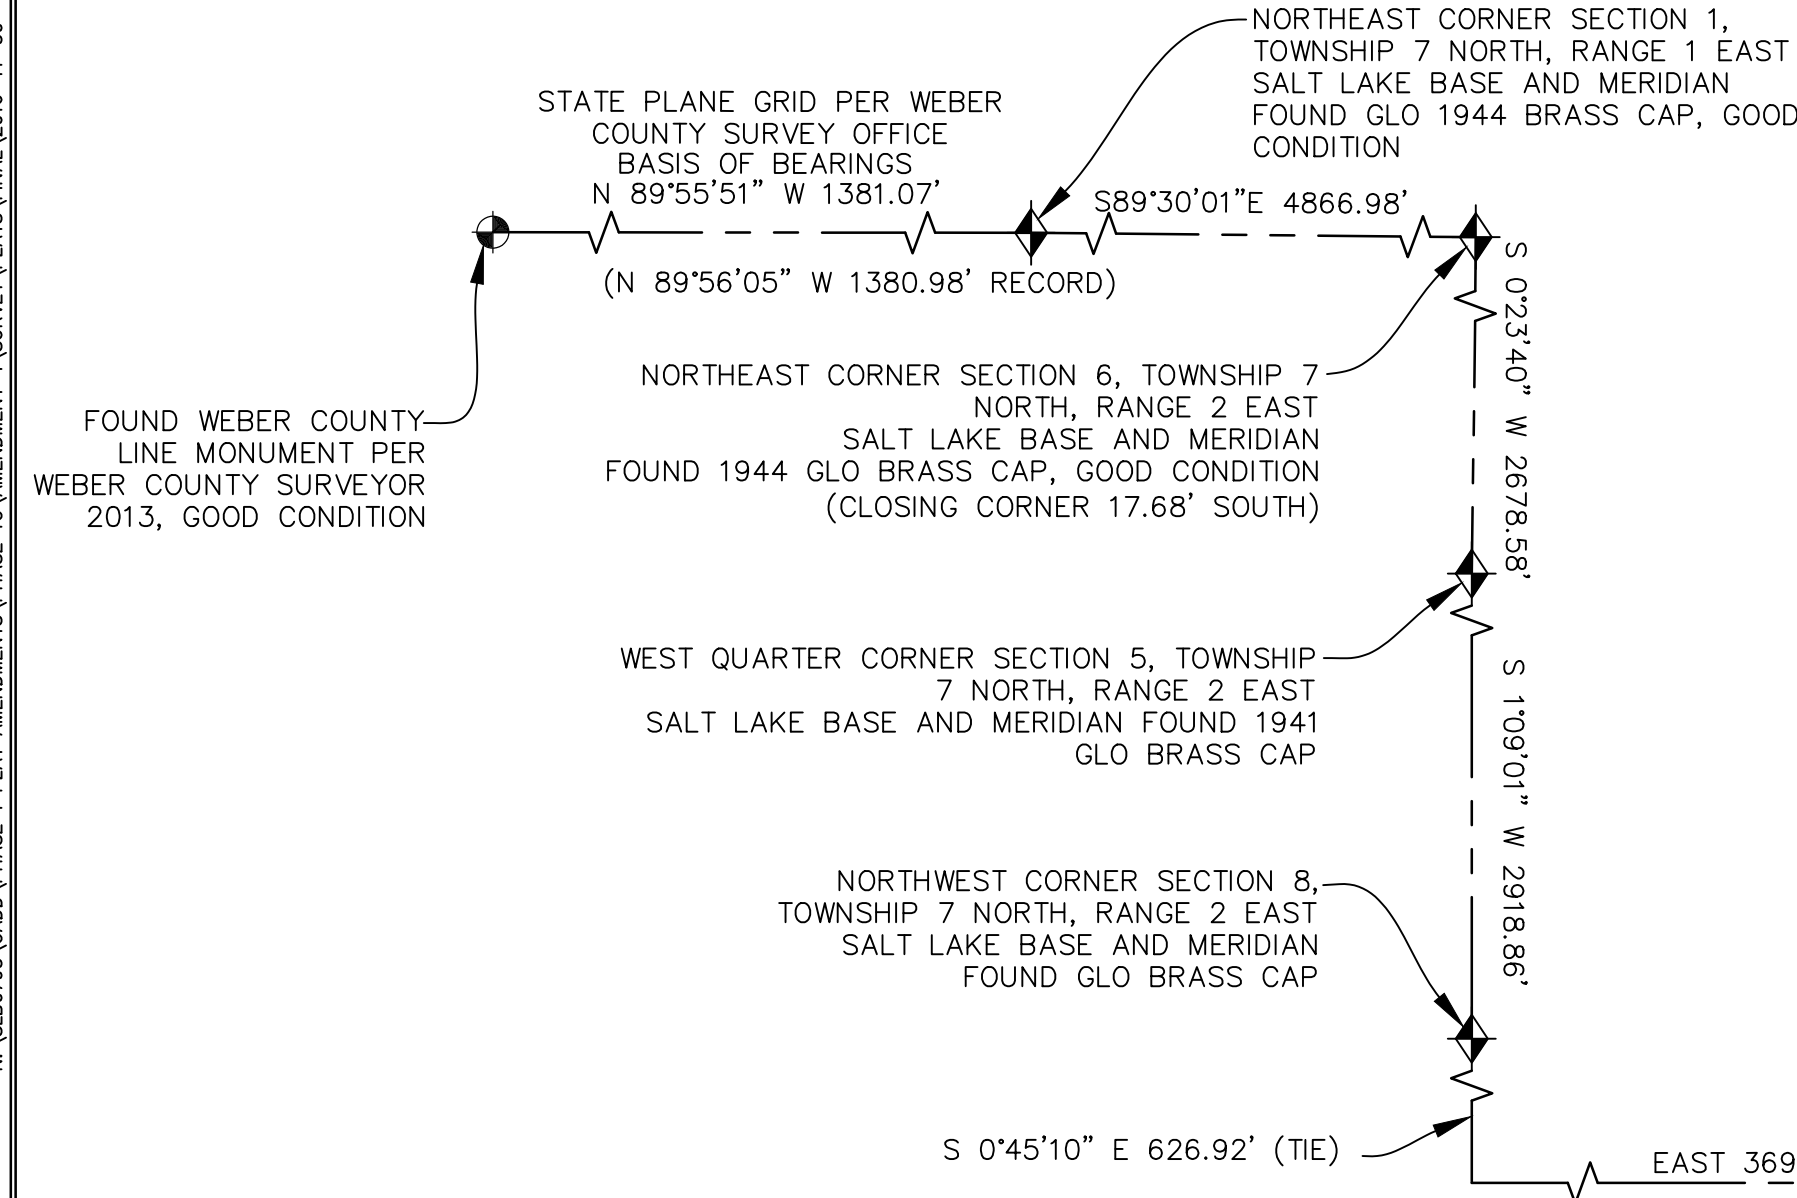 NORTHEAST CORNER SECTION 1,
TOWNSHIP 7 NORTH, RANGE 1 EAST
SALT LAKE BASE AND MERIDIAN
FOUND GLO 1944 BRASS CAP, GOOD
CONDITION
STATE PLANE GRID PER WEBER
COUNTY SURVEY OFFICE
BASIS OF BEARINGS
N 89°55'51" W 1381.07'
S89°30'01"E 4866.98'
(N 89°56'05" W 1380.98' RECORD)
S 0°23'40" W 2678.58'
NORTHEAST CORNER SECTION 6, TOWNSHIP 7
NORTH, RANGE 2 EAST
SALT LAKE BASE AND MERIDIAN
FOUND 1944 GLO BRASS CAP, GOOD CONDITION
(CLOSING CORNER 17.68' SOUTH)
FOUND WEBER COUNTY
LINE MONUMENT PER
WEBER COUNTY SURVEYOR
2013, GOOD CONDITION
WEST QUARTER CORNER SECTION 5, TOWNSHIP
7 NORTH, RANGE 2 EAST
SALT LAKE BASE AND MERIDIAN FOUND 1941
GLO BRASS CAP
S 1°09'01" W 2918.86'
NORTHWEST CORNER SECTION 8,
TOWNSHIP 7 NORTH, RANGE 2 EAST
SALT LAKE BASE AND MERIDIAN
FOUND GLO BRASS CAP
S 0°45'10" E 626.92' (TIE)
EAST 369